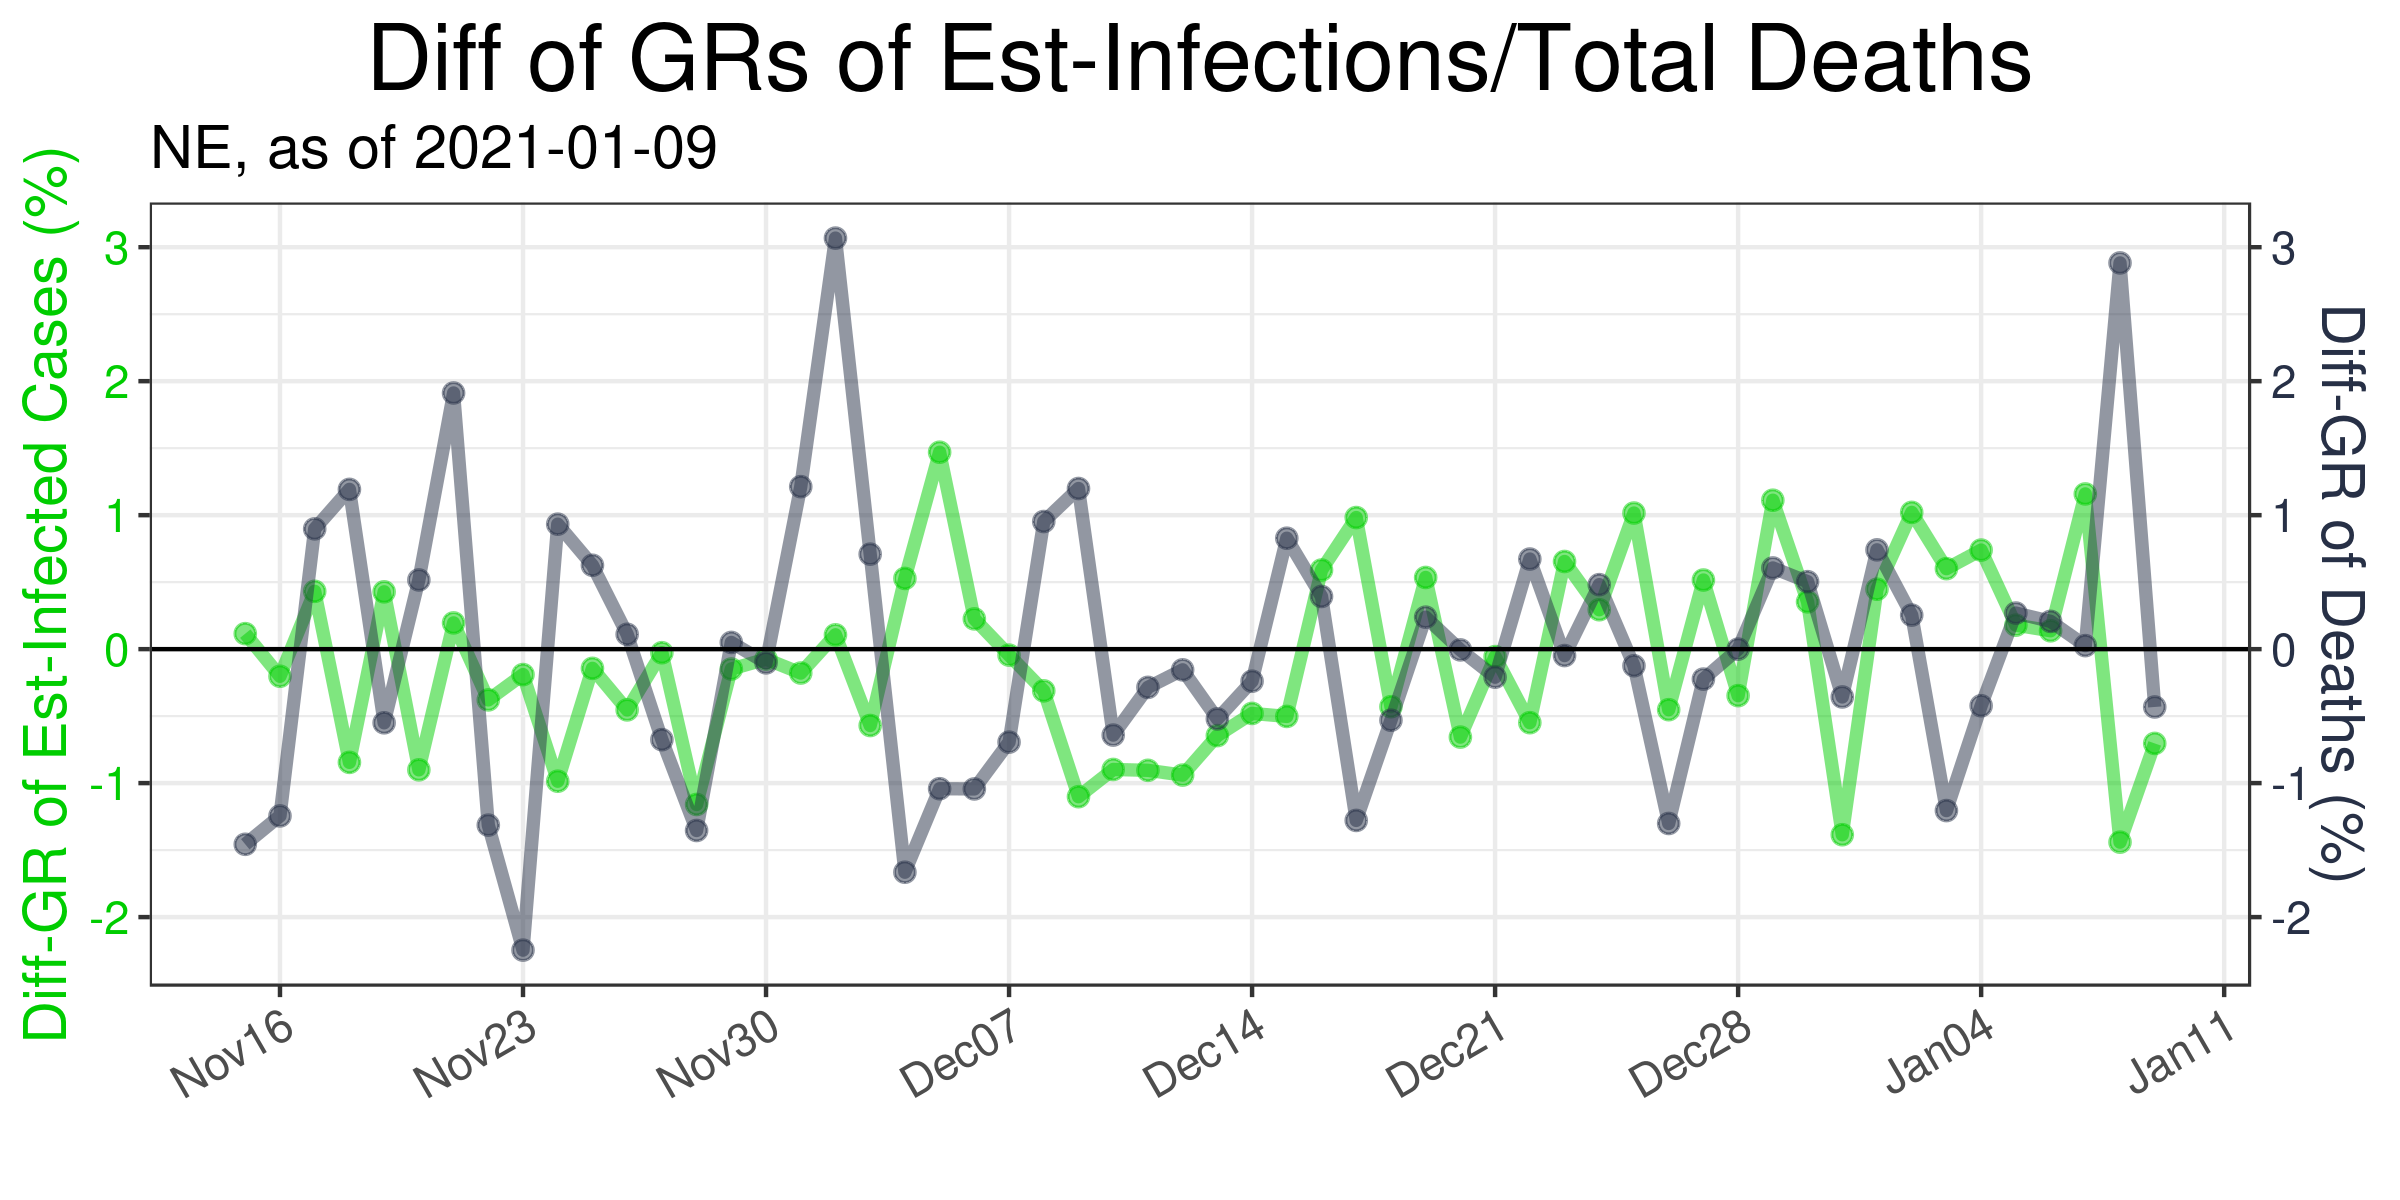 Diff of GRs of Est-Infections/Total Deaths
NE, as of 2021-01-09
Diff-GR of Est-Infected Cases (%)
3
2
1
0
-1
-2
3
2
1
0
-1
-2
Diff-GR of Deaths (%)
Nov16
Nov23
Nov30
Dec07
Dec14
Dec21
Dec28
Jan04
Jan11